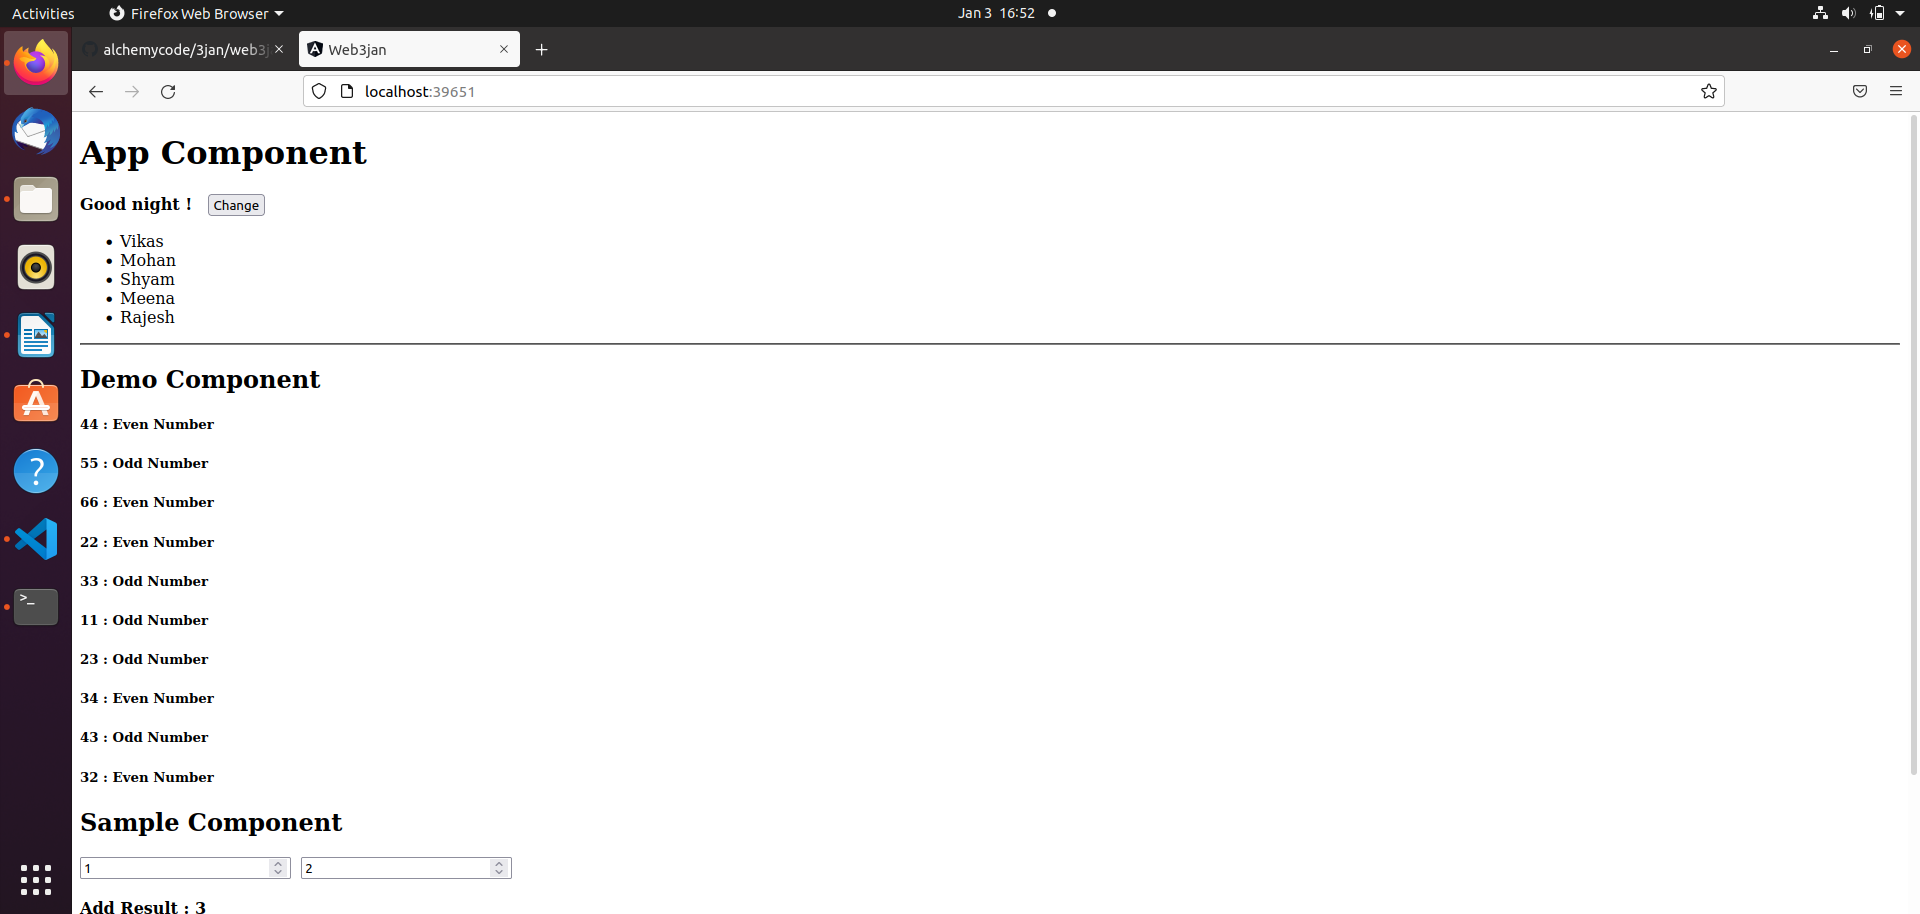 Activities Firefox Web Browser Jan 3 16:52
alchemycode/3jan/web3j Web3jan
localhost:39651
App Component
Good night ! Change
• Vikas
• Mohan
• Shyam
• Meena
• Rajesh
Demo Component
44 : Even Number
55 : Odd Number
66 : Even Number
22 : Even Number
33 : Odd Number
11 : Odd Number
23 : Odd Number
34 : Even Number
43 : Odd Number
32 : Even Number
Sample Component
1 2
Add Result : 3